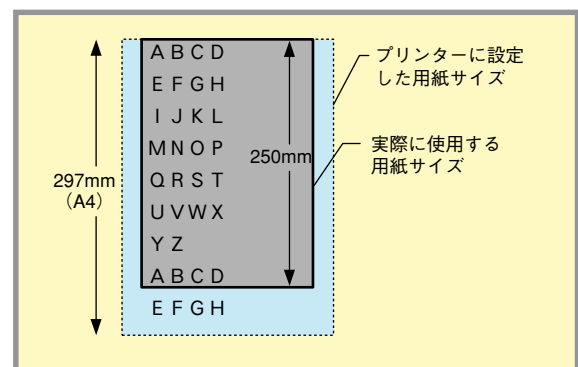 A B C D
E F G H
I J K L
M N O P
Q R S T
U V W X
Y Z
A B C D
E F G H
250mm
297mm
（A4）
プリンターに設定
した用紙サイズ
実際に使用する
用紙サイズ